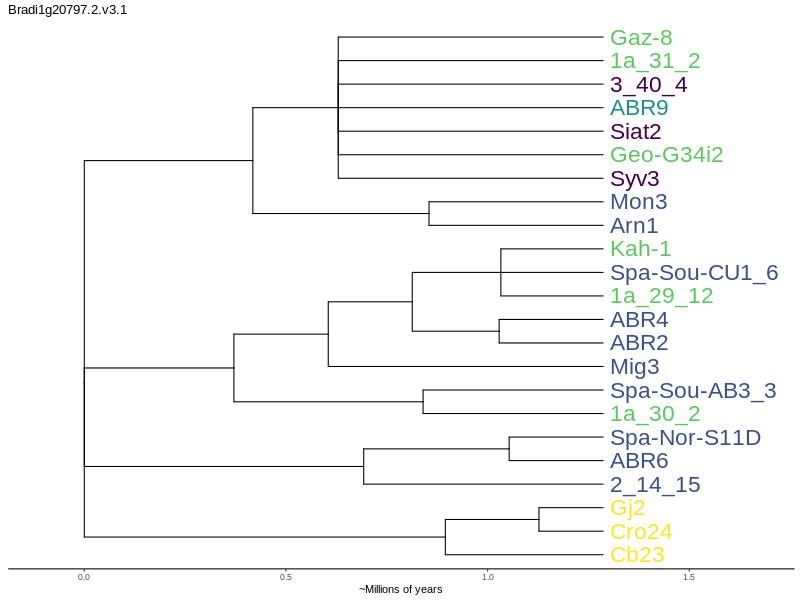 Bradi1g20797.2.v3.1
Gaz-8
1a_31_2
3_40_4
ABR9
Siat2
Geo-G34i2
Syv3
Mon3
Arn1
Kah-1
Spa-Sou-CU1_6
1a_29_12
ABR4
ABR2
Mig3
Spa-Sou-AB3_3
1a_30_2
Spa-Nor-S11D
ABR6
2_14_15
Gj2
Cro24
Cb23
0.0 0.5 1.0 1.5
~Millions of years